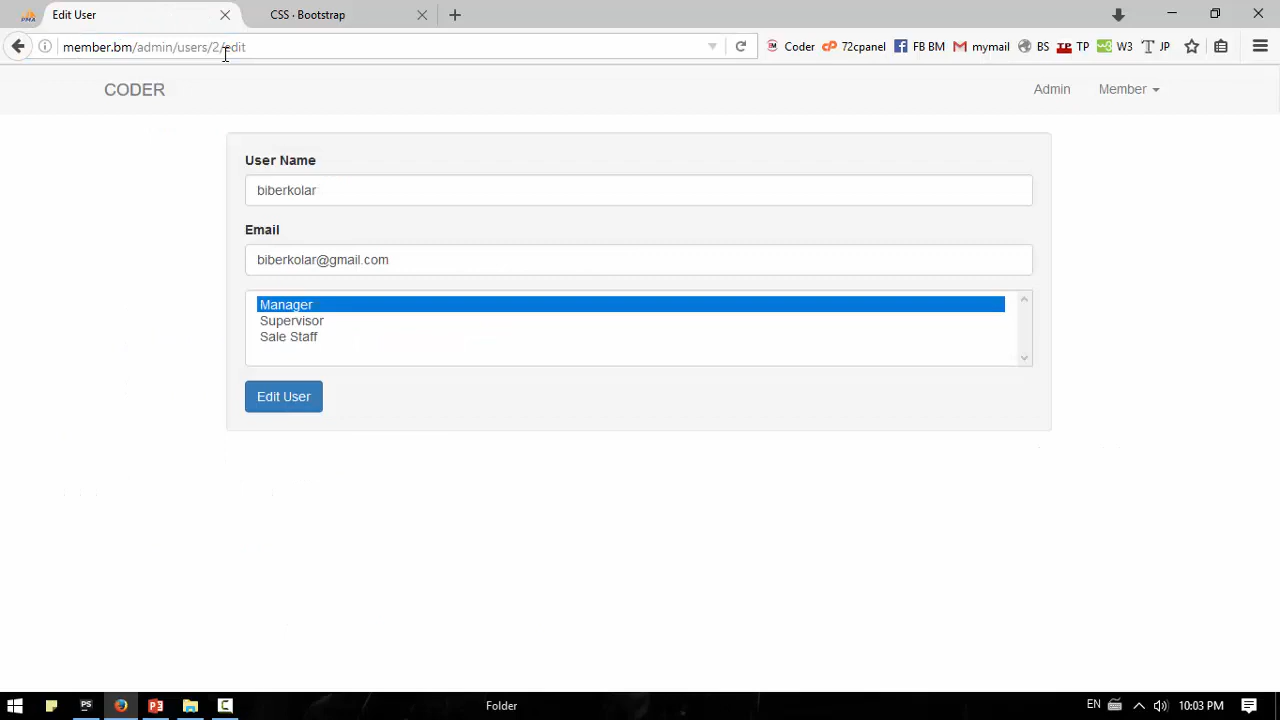 Edit User
CSS · Bootstrap
member.bm/admin/users/2/edit
Coder
72cpanel
FB BM
mymail
BS
TP
W3
JP
CODER
Admin
Member
User Name
biberkolar
Email
biberkolar@gmail.com
Manager
Supervisor
Sale Staff
Edit User
Folder
EN
10:03 PM